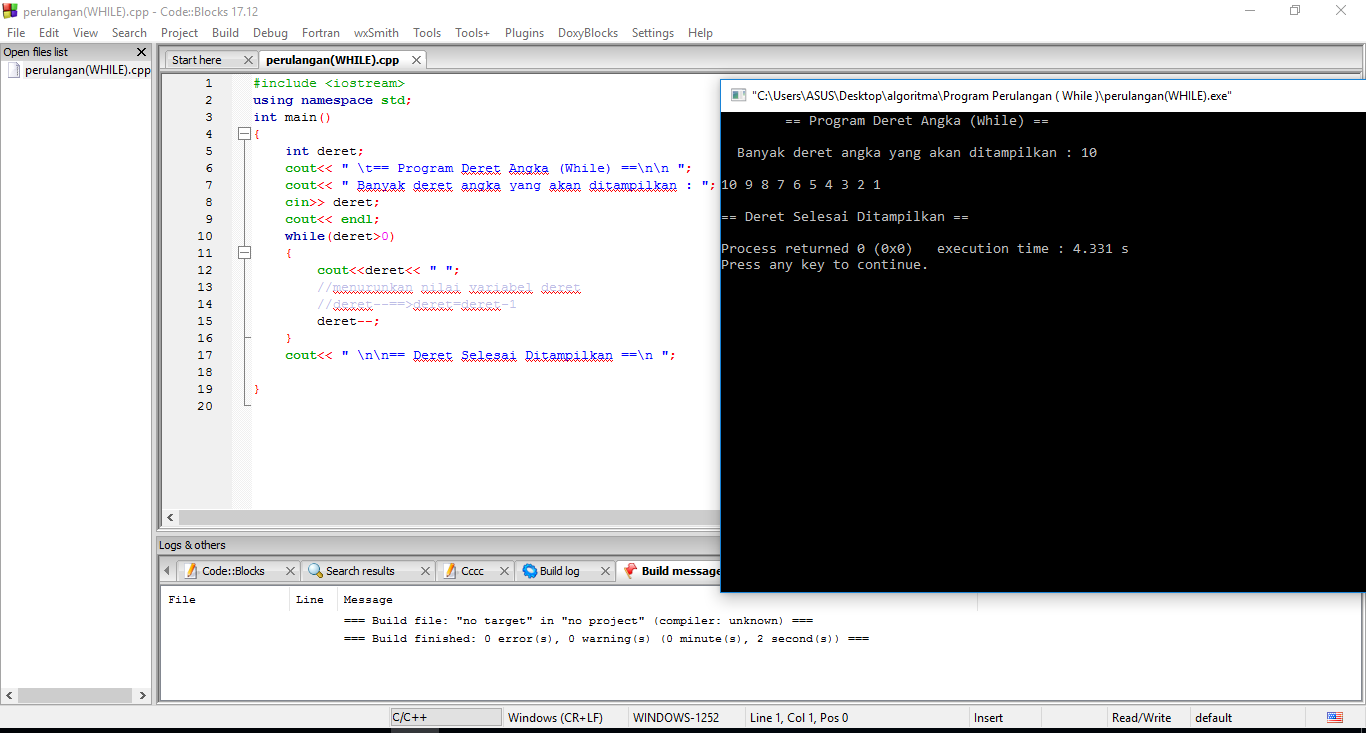 perulangan(WHILE).cpp - Code::Blocks 17.12
File Edit View Search Project Build Debug Fortran wxSmith Tools Tools+ Plugins DoxyBlocks Settings Help
Open files list
perulangan(WHILE).cpp
Start here perulangan(WHILE).cpp
1 #include <iostream>
2 using namespace std;
3 int main()
4 {
5 int deret;
6 cout<< " \t== Program Deret Angka (While) ==\n\n ";
7 cout<< " Banyak deret angka yang akan ditampilkan : ";
8 cin>> deret;
9 cout<< endl;
10 while(deret>0)
11 {
12 cout<<deret<< " ";
13 //menurunkan nilai variabel deret
14 //deret--==>deret=deret-1
15 deret--;
16 }
17 cout<< " \n\n== Deret Selesai Ditampilkan ==\n ";
18
19 }
20
"C:\Users\ASUS\Desktop\algoritma\Program Perulangan ( While )\perulangan(WHILE).exe"
== Program Deret Angka (While) ==
Banyak deret angka yang akan ditampilkan : 10
10 9 8 7 6 5 4 3 2 1
== Deret Selesai Ditampilkan ==
Process returned 0 (0x0)   execution time : 4.331 s
Press any key to continue.
Logs & others
Code::Blocks Search results Cccc Build log Build message
File Line Message
=== Build file: "no target" in "no project" (compiler: unknown) ===
=== Build finished: 0 error(s), 0 warning(s) (0 minute(s), 2 second(s)) ===
C/C++ Windows (CR+LF) WINDOWS-1252 Line 1, Col 1, Pos 0 Insert Read/Write default